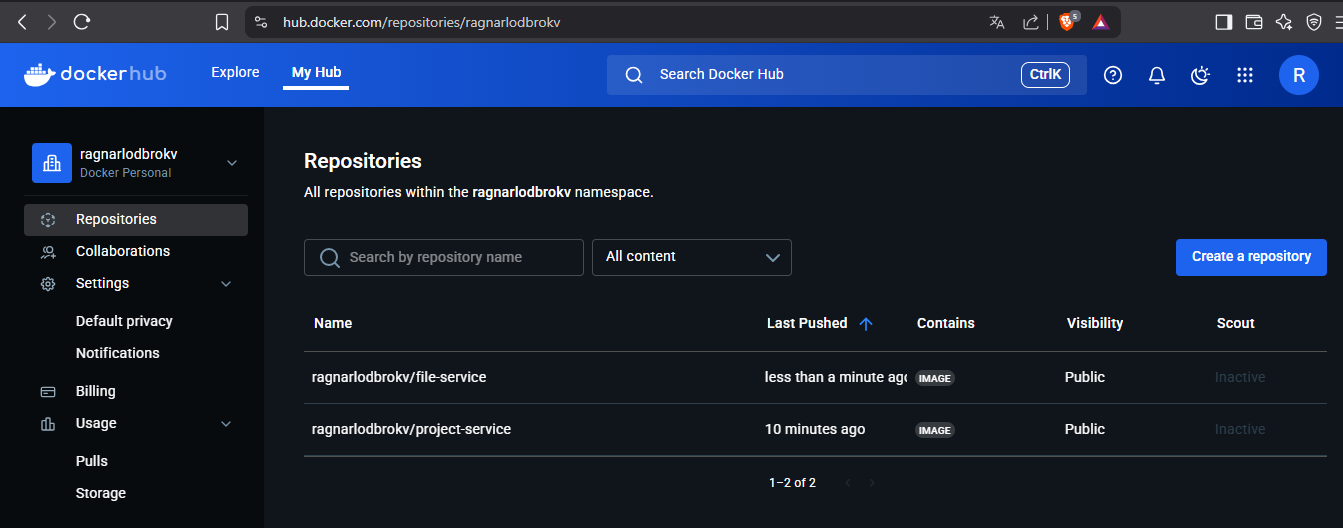 hub.docker.com/repositories/ragnarlodbrokv
5
dockerhub
Explore
My Hub
Search Docker Hub
CtrlK
R
ragnarlodbrokv
Docker Personal
Repositories
Collaborations
Settings
Default privacy
Notifications
Billing
Usage
Pulls
Storage
Repositories
All repositories within the ragnarlodbrokv namespace.
Search by repository name
All content
Create a repository
Name Last Pushed Contains Visibility Scout
ragnarlodbrokv/file-service less than a minute ago IMAGE Public Inactive
ragnarlodbrokv/project-service 10 minutes ago IMAGE Public Inactive
1–2 of 2